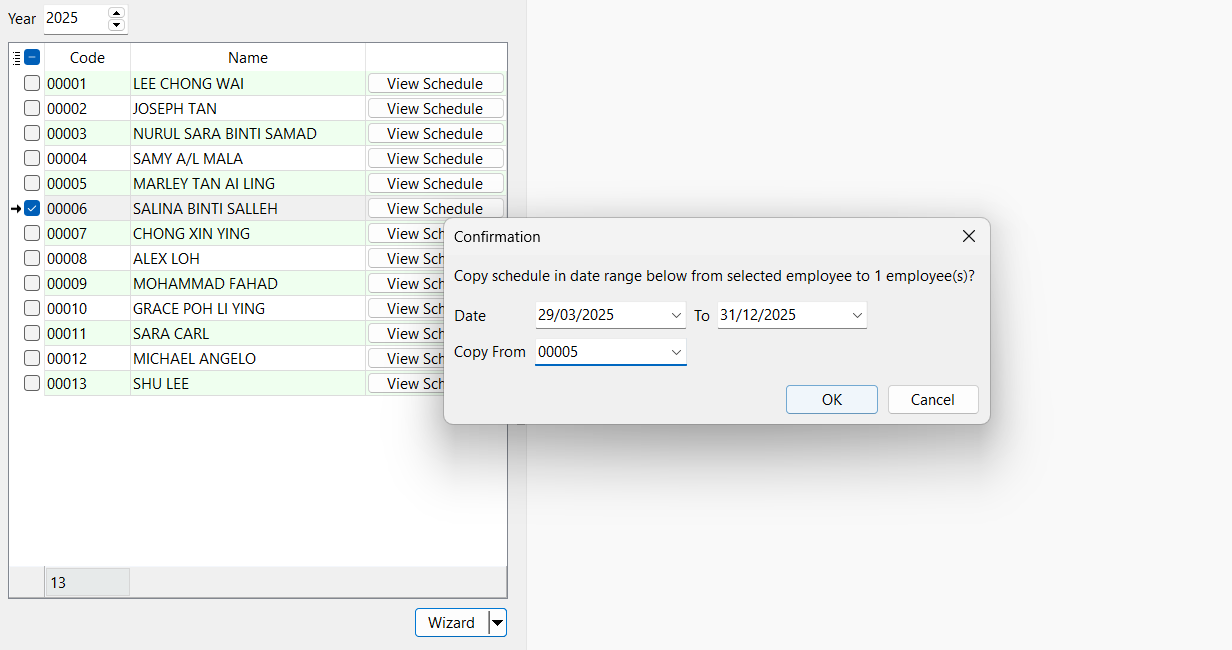 Year 2025
Code Name
00001 LEE CHONG WAI View Schedule
00002 JOSEPH TAN View Schedule
00003 NURUL SARA BINTI SAMAD View Schedule
00004 SAMY A/L MALA View Schedule
00005 MARLEY TAN AI LING View Schedule
00006 SALINA BINTI SALLEH View Schedule
00007 CHONG XIN YING View Sch
00008 ALEX LOH View Sch
00009 MOHAMMAD FAHAD View Sch
00010 GRACE POH LI YING View Sch
00011 SARA CARL View Sch
00012 MICHAEL ANGELO View Sch
00013 SHU LEE View Sch
13
Wizard
Confirmation
Copy schedule in date range below from selected employee to 1 employee(s)?
Date 29/03/2025 To 31/12/2025
Copy From 00005
OK Cancel